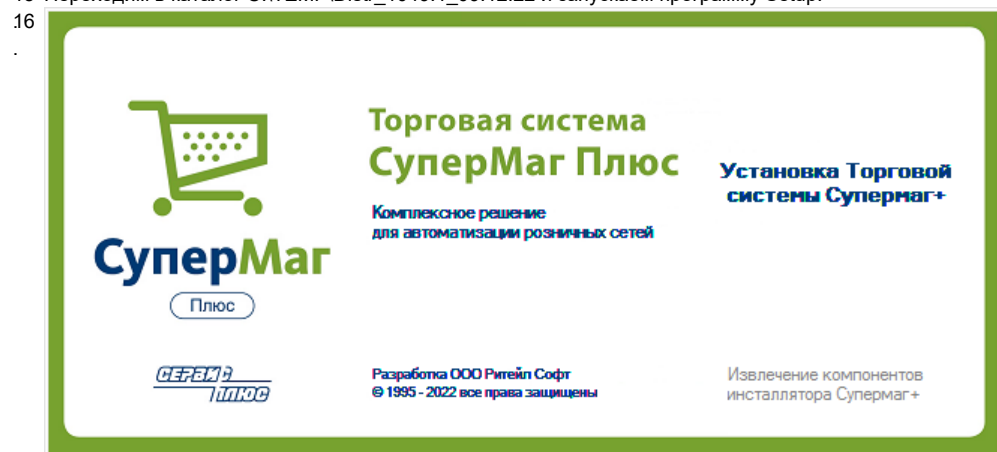 16
.
Торговая система
СуперМаг Плюс
Установка Торговой
системы Супермаг+
Комплексное решение
для автоматизации розничных сетей
СуперМаг
Плюс
СЕРВИС
ПЛЮС
Разработка ООО Ритейл Софт
© 1995 - 2022 все права защищены
Извлечение компонентов
инсталлятора Супермаг+